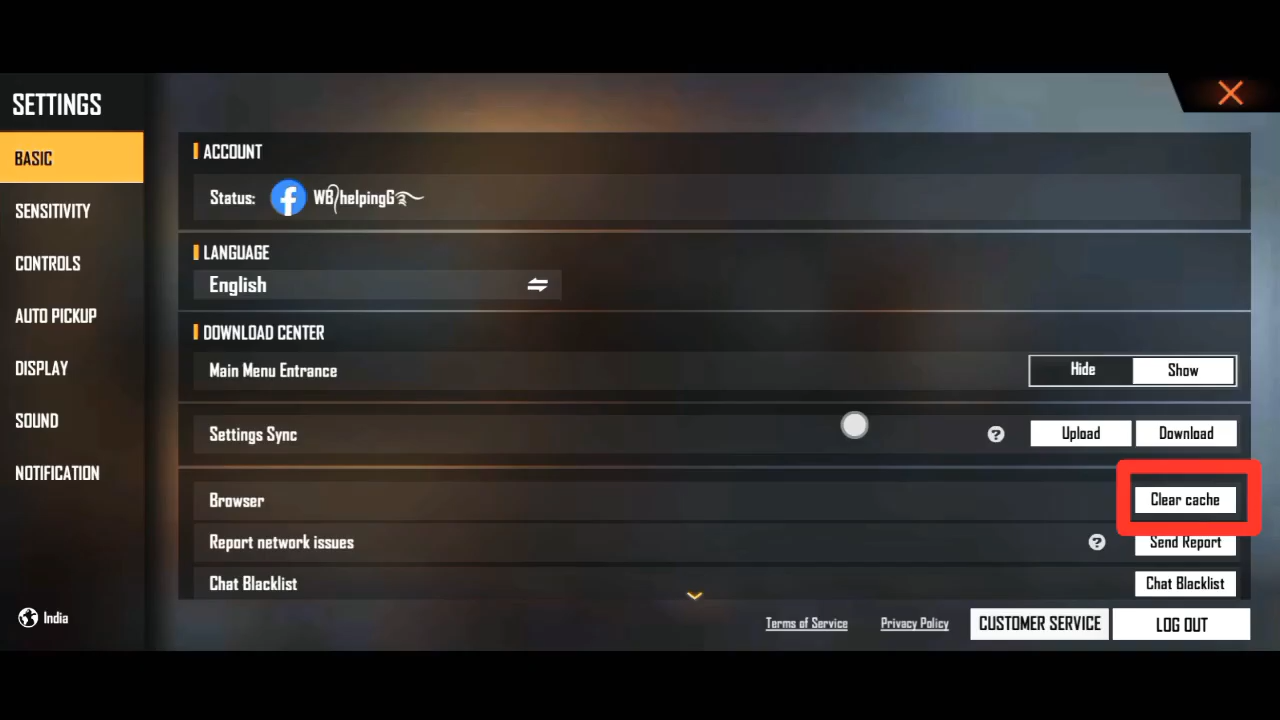 SETTINGS
BASIC
SENSITIVITY
CONTROLS
AUTO PICKUP
DISPLAY
SOUND
NOTIFICATION
India
ACCOUNT
Status: WB helpingG
LANGUAGE
English
DOWNLOAD CENTER
Main Menu Entrance Hide Show
Settings Sync ? Upload Download
Browser Clear cache
Report network issues ? Send Report
Chat Blacklist Chat Blacklist
Terms of Service Privacy Policy CUSTOMER SERVICE LOG OUT